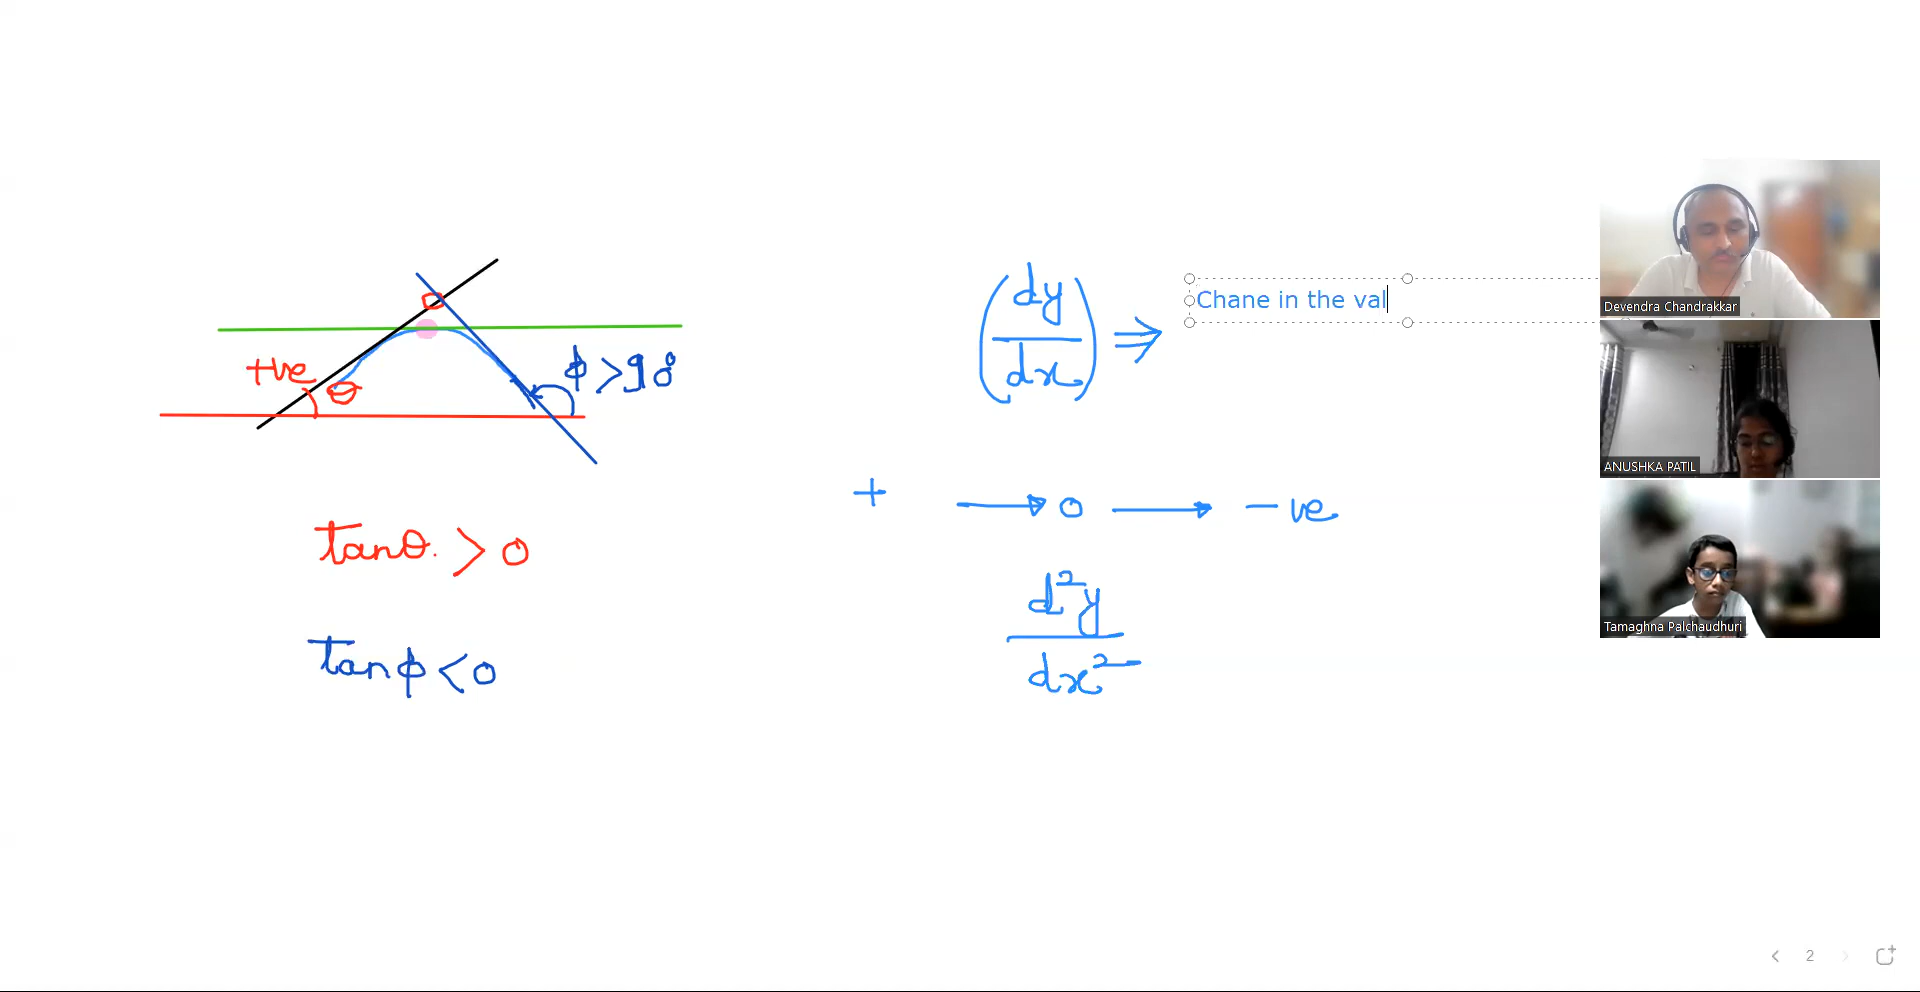 0
+ve
θ
ϕ > 90°
tanθ. > 0
tanϕ < 0
(dy/dx) ⇒ Chane in the val
+ → 0 → -ve
d²y
dx²
Devendra Chandrakkar
ANUSHKA PATIL
Tamaghna Palchaudhuri
2